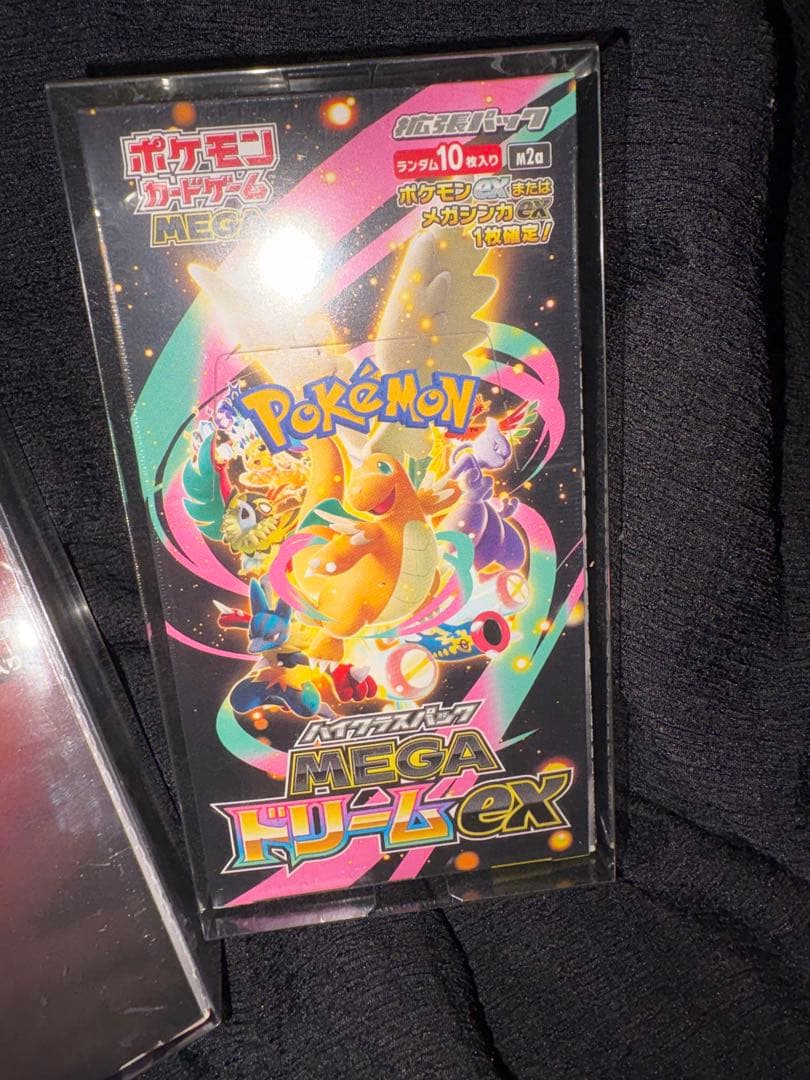 ポケモン
カードゲーム
MEGA
拡張パック
ランダム10枚入り
M2a
ポケモンexまたは
メガシンカex
1枚確定!
POKÉMON
ハイクラスパック
MEGA
ドリームex